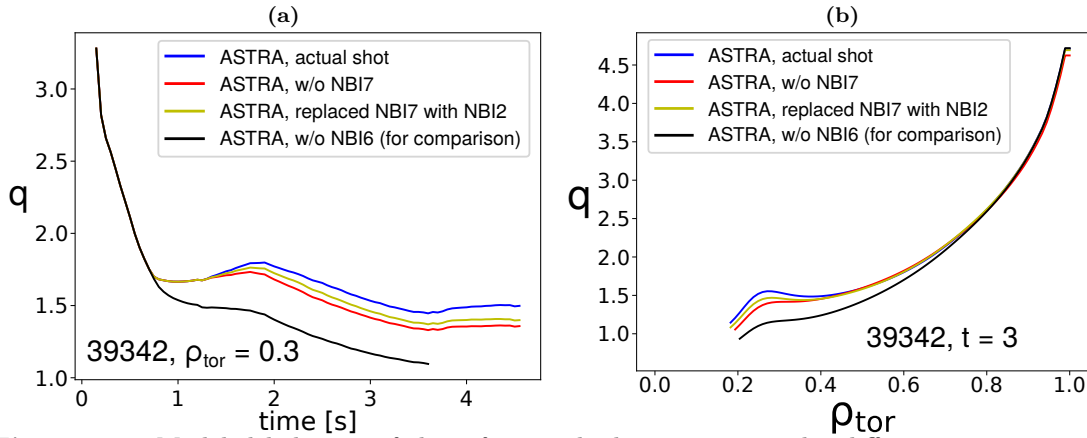 (a)
ASTRA, actual shot
ASTRA, w/o NBI7
ASTRA, replaced NBI7 with NBI2
ASTRA, w/o NBI6 (for comparison)
3.0
2.5
2.0
1.5
1.0
q
39342, ρtor = 0.3
0 1 2 3 4
time [s]
(b)
ASTRA, actual shot
ASTRA, w/o NBI7
ASTRA, replaced NBI7 with NBI2
ASTRA, w/o NBI6 (for comparison)
4.5
4.0
3.5
3.0
2.5
2.0
1.5
1.0
q
39342, t = 3
0.0 0.2 0.4 0.6 0.8 1.0
ρtor